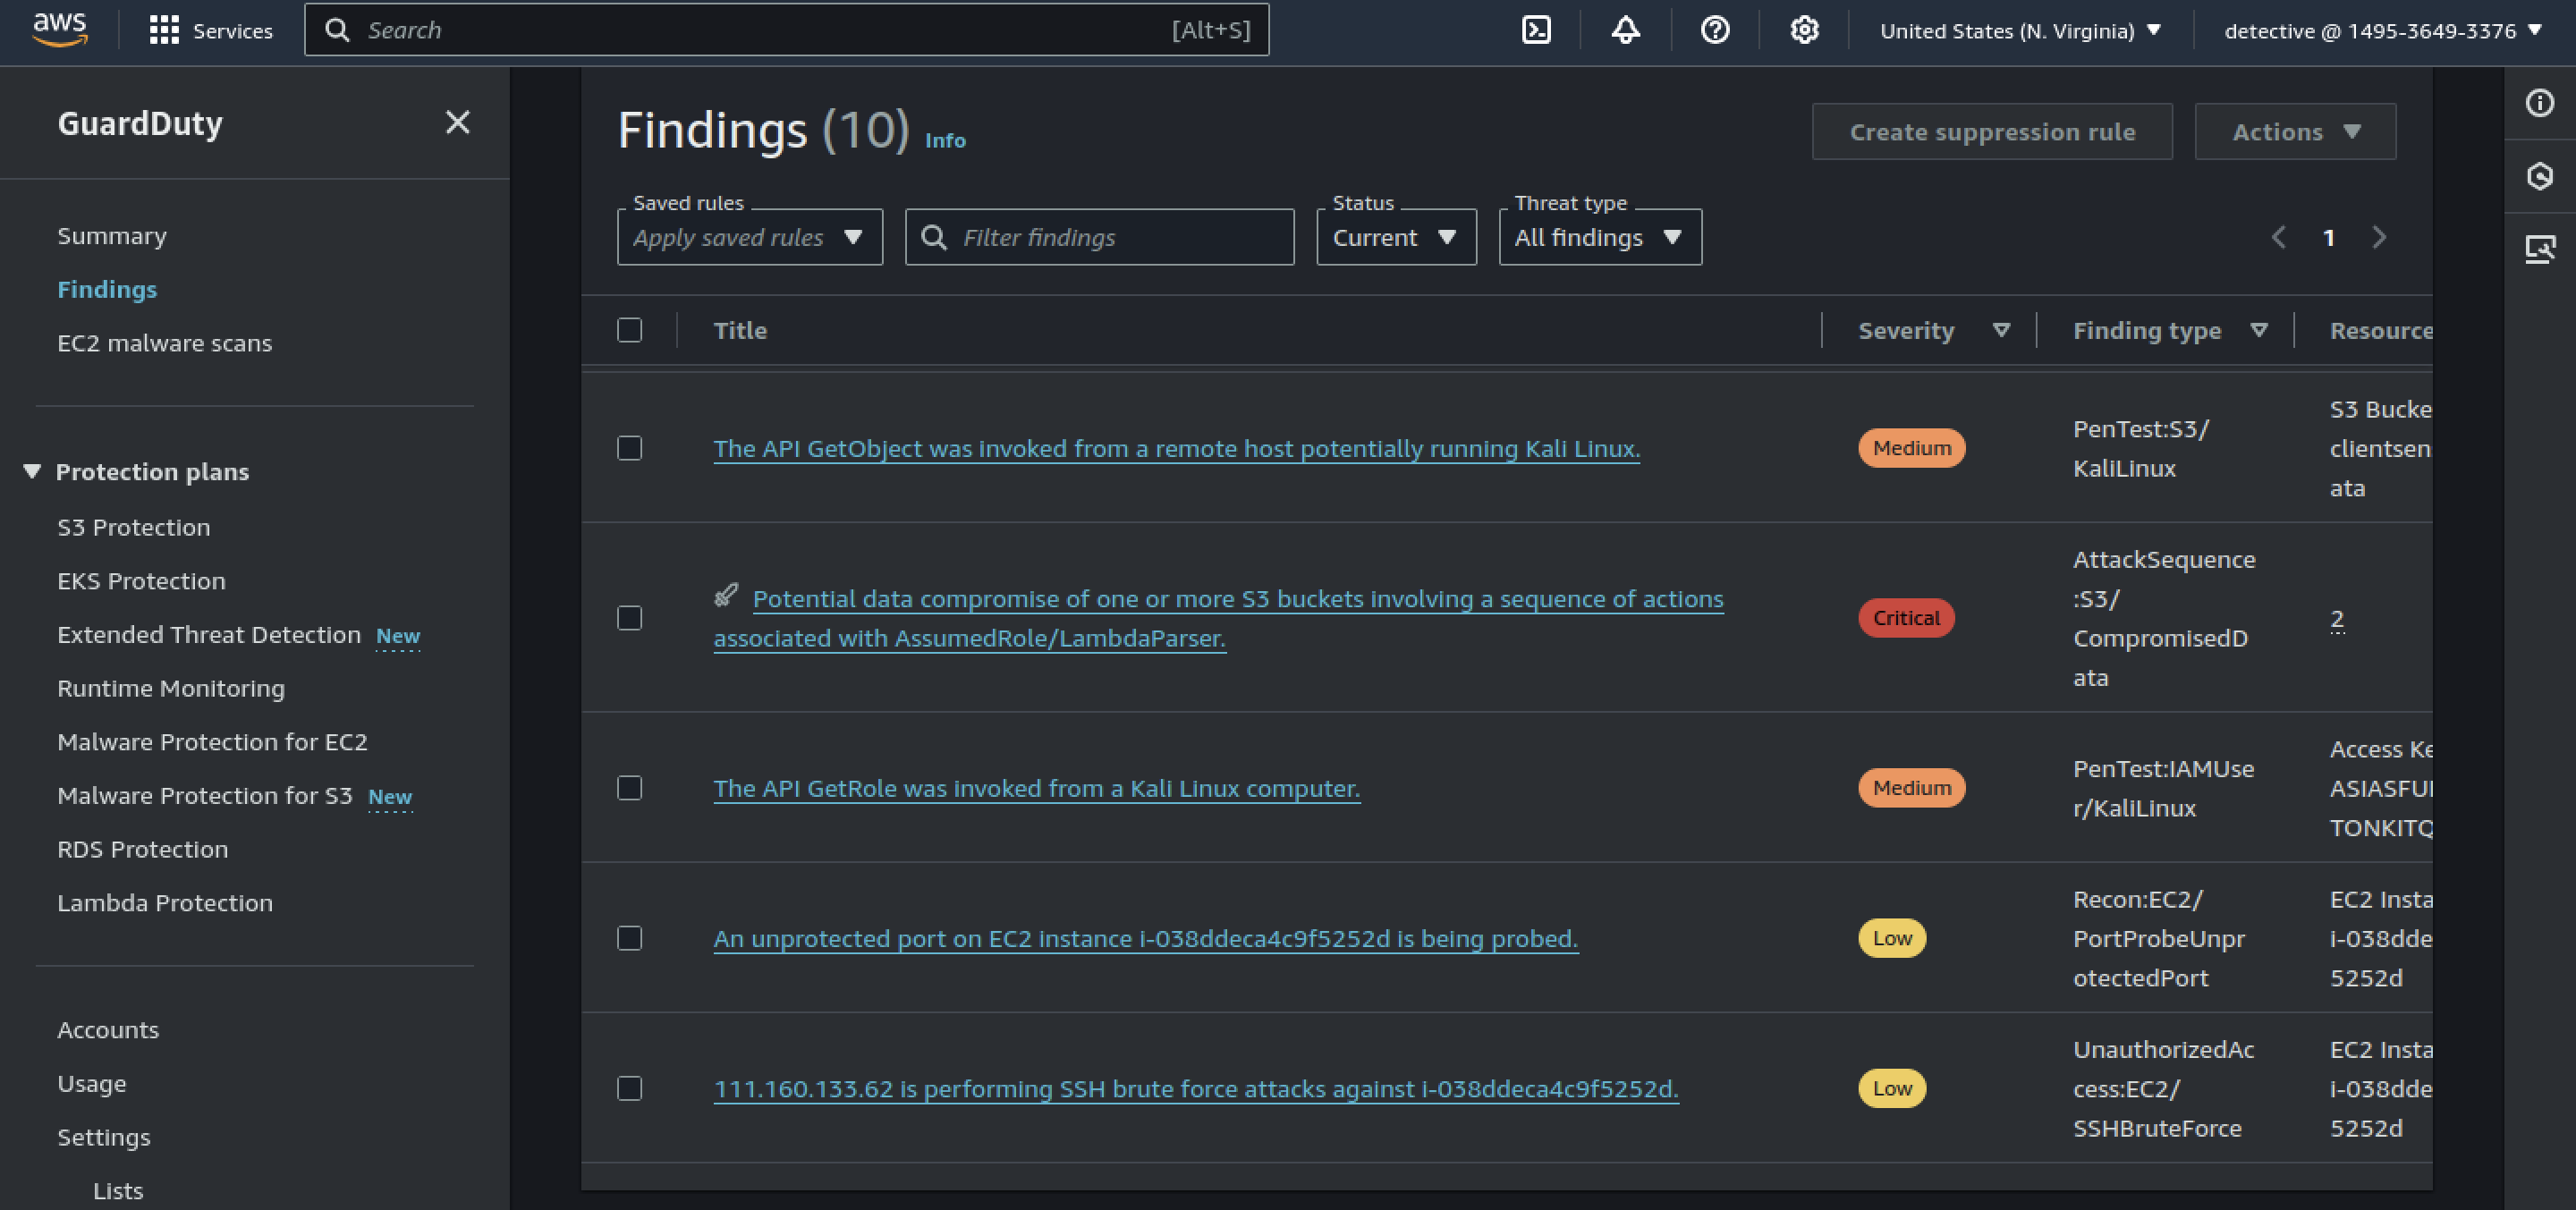 aws
Services
Search
[Alt+S]
United States (N. Virginia)
detective @ 1495-3649-3376
GuardDuty
Summary
Findings
EC2 malware scans
Protection plans
S3 Protection
EKS Protection
Extended Threat Detection New
Runtime Monitoring
Malware Protection for EC2
Malware Protection for S3 New
RDS Protection
Lambda Protection
Accounts
Usage
Settings
Lists
Findings (10) Info
Create suppression rule
Actions
Saved rules
Apply saved rules
Filter findings
Status
Current
Threat type
All findings
1
Title
Severity
Finding type
Resource
The API GetObject was invoked from a remote host potentially running Kali Linux.
Medium
PenTest:S3/
KaliLinux
S3 Bucke
clientsen
ata
Potential data compromise of one or more S3 buckets involving a sequence of actions
associated with AssumedRole/LambdaParser.
Critical
AttackSequence
:S3/
CompromisedD
ata
2
The API GetRole was invoked from a Kali Linux computer.
Medium
PenTest:IAMUse
r/KaliLinux
Access Ke
ASIASFUI
TONKITQ
An unprotected port on EC2 instance i-038ddeca4c9f5252d is being probed.
Low
Recon:EC2/
PortProbeUnpr
otectedPort
EC2 Insta
i-038dde
5252d
111.160.133.62 is performing SSH brute force attacks against i-038ddeca4c9f5252d.
Low
UnauthorizedAc
cess:EC2/
SSHBruteForce
EC2 Insta
i-038dde
5252d